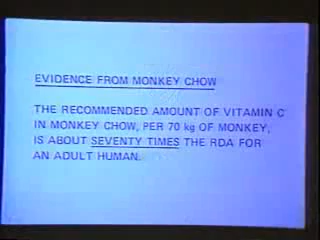 EVIDENCE FROM MONKEY CHOW
THE RECOMMENDED AMOUNT OF VITAMIN C
IN MONKEY CHOW, PER 70 kg OF MONKEY,
IS ABOUT SEVENTY TIMES THE RDA FOR
AN ADULT HUMAN.